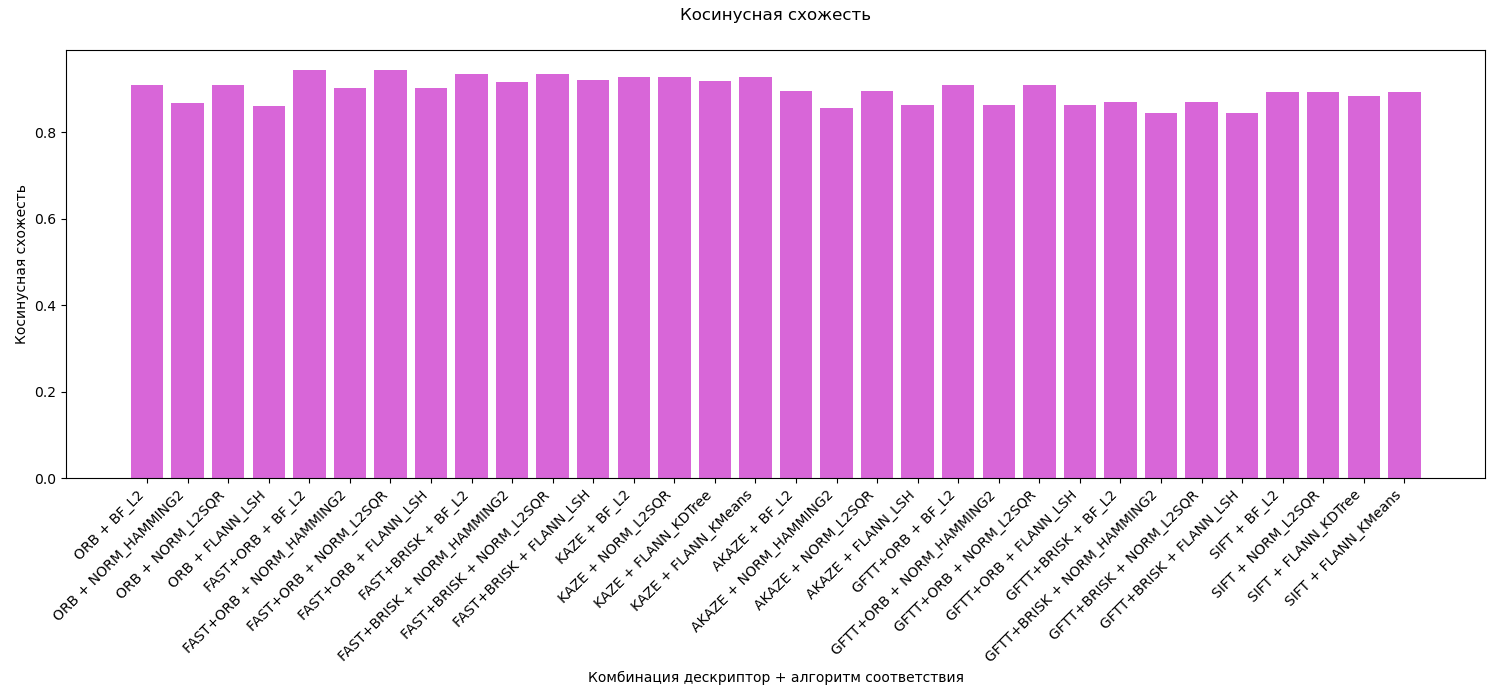 Косинусная схожесть
Косинусная схожесть
0.8
0.6
0.4
0.2
0.0
ORB + BF_L2
ORB + NORM_HAMMING2
ORB + NORM_L2SQR
ORB + FLANN_LSH
FAST+ORB + BF_L2
FAST+ORB + NORM_HAMMING2
FAST+ORB + NORM_L2SQR
FAST+ORB + FLANN_LSH
FAST+BRISK + BF_L2
FAST+BRISK + NORM_HAMMING2
FAST+BRISK + NORM_L2SQR
FAST+BRISK + FLANN_LSH
KAZE + BF_L2
KAZE + NORM_L2SQR
KAZE + FLANN_KDTree
KAZE + FLANN_KMeans
AKAZE + BF_L2
AKAZE + NORM_HAMMING2
AKAZE + NORM_L2SQR
AKAZE + FLANN_LSH
GFTT+ORB + BF_L2
GFTT+ORB + NORM_HAMMING2
GFTT+ORB + NORM_L2SQR
GFTT+ORB + FLANN_LSH
GFTT+BRISK + BF_L2
GFTT+BRISK + NORM_HAMMING2
GFTT+BRISK + NORM_L2SQR
GFTT+BRISK + FLANN_LSH
SIFT + BF_L2
SIFT + NORM_L2SQR
SIFT + FLANN_KDTree
SIFT + FLANN_KMeans
Комбинация дескриптор + алгоритм соответствия